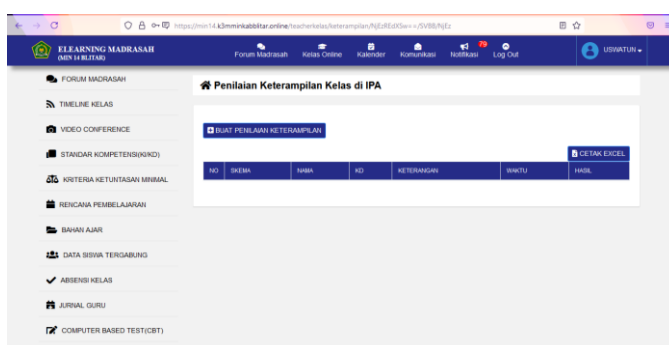 https://min14.k3mminkabblitar.online/teacherkelas/keterampilan/NjEzREdXSw==/SVBB/NjEz
ELEARNING MADRASAH
(MIN 14 BLITAR)
Forum Madrasah Kelas Online Kalender Komunikasi Notifikasi 79 Log Out USWATUN
FORUM MADRASAH
TIMELINE KELAS
VIDEO CONFERENCE
STANDAR KOMPETENSI(KI/KD)
KRITERIA KETUNTASAN MINIMAL
RENCANA PEMBELAJARAN
BAHAN AJAR
DATA SISWA TERGABUNG
ABSENSI KELAS
JURNAL GURU
COMPUTER BASED TEST(CBT)
Penilaian Keterampilan Kelas di IPA
BUAT PENILAIAN KETERAMPILAN
CETAK EXCEL
NO SKEMA NAMA KD KETERANGAN WAKTU HASIL